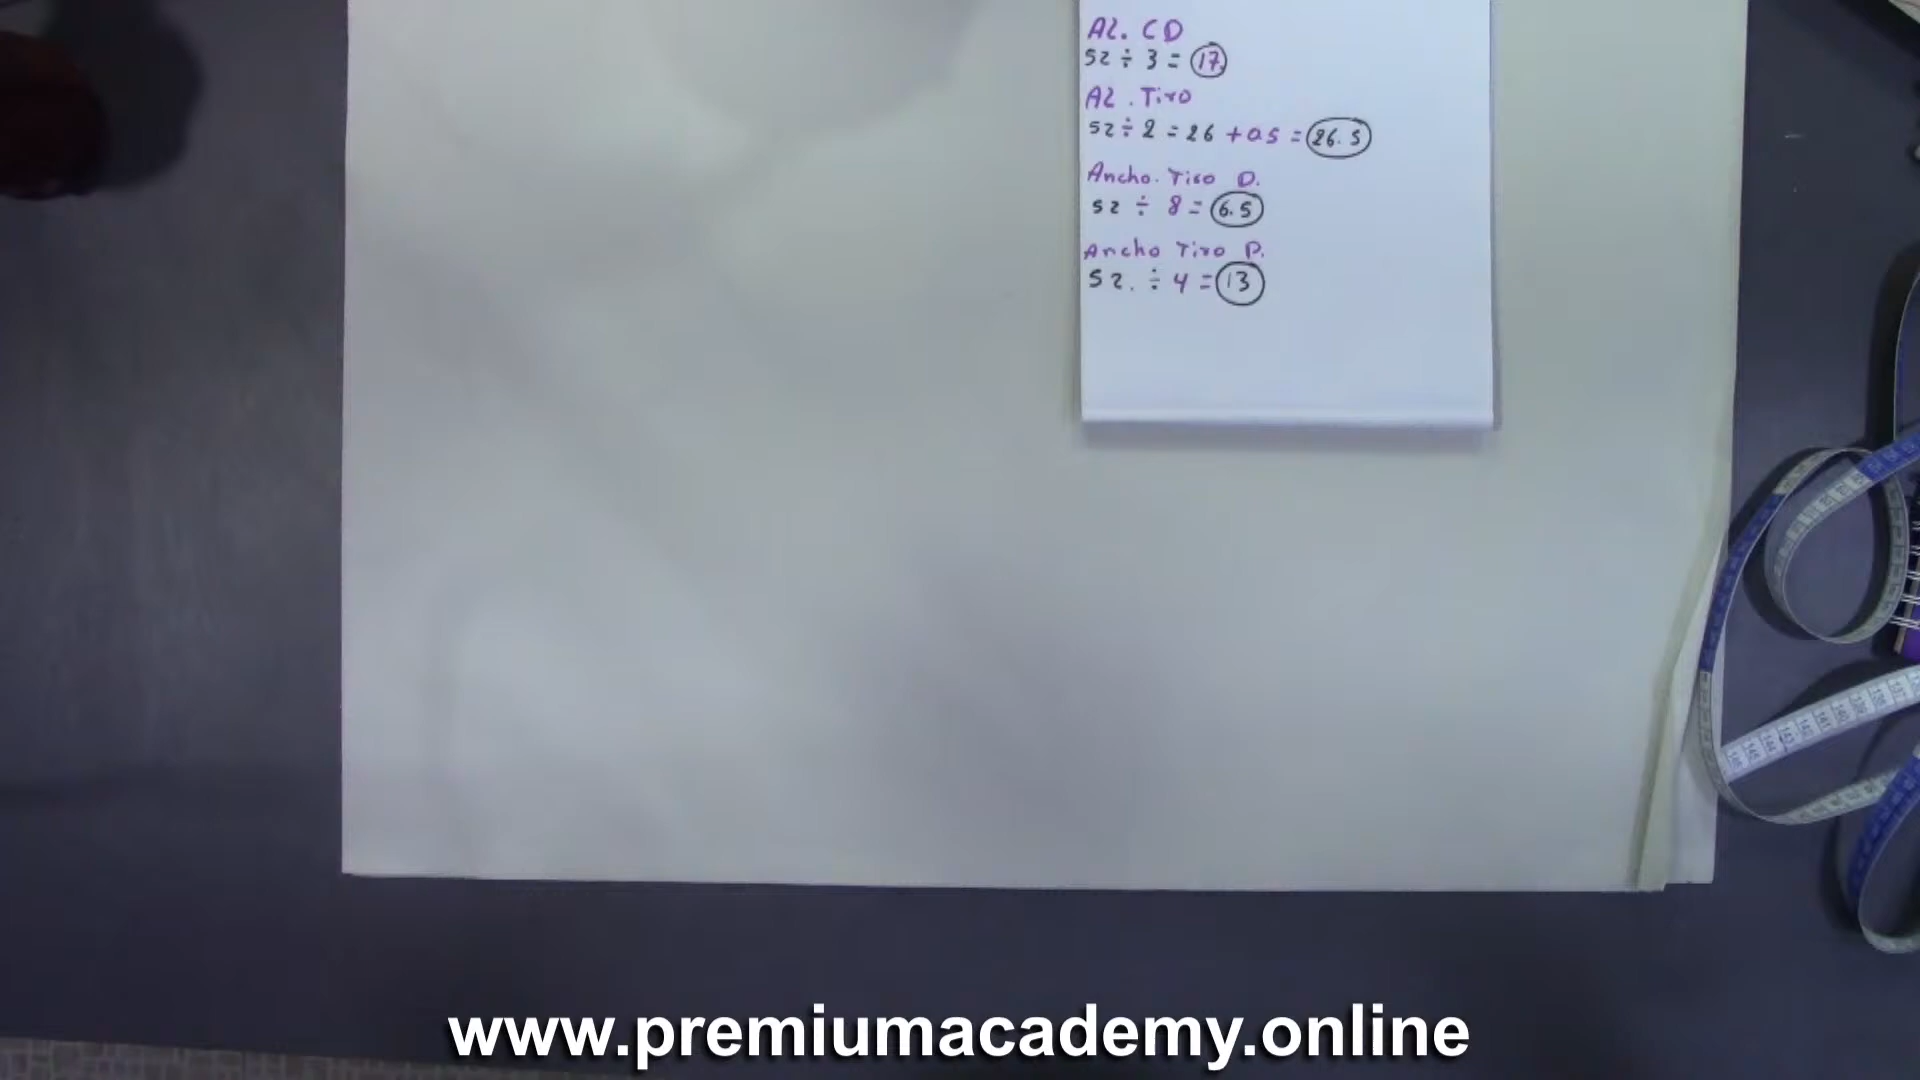 Al. CD
52 ÷ 3 = 17.
Al. Tiro
52 ÷ 2 = 26 + 0.5 = 26.5
Ancho. Tiro D.
52 ÷ 8 = 6.5
Ancho Tiro P.
52. ÷ 4 = 13
www.premiumacademy.online